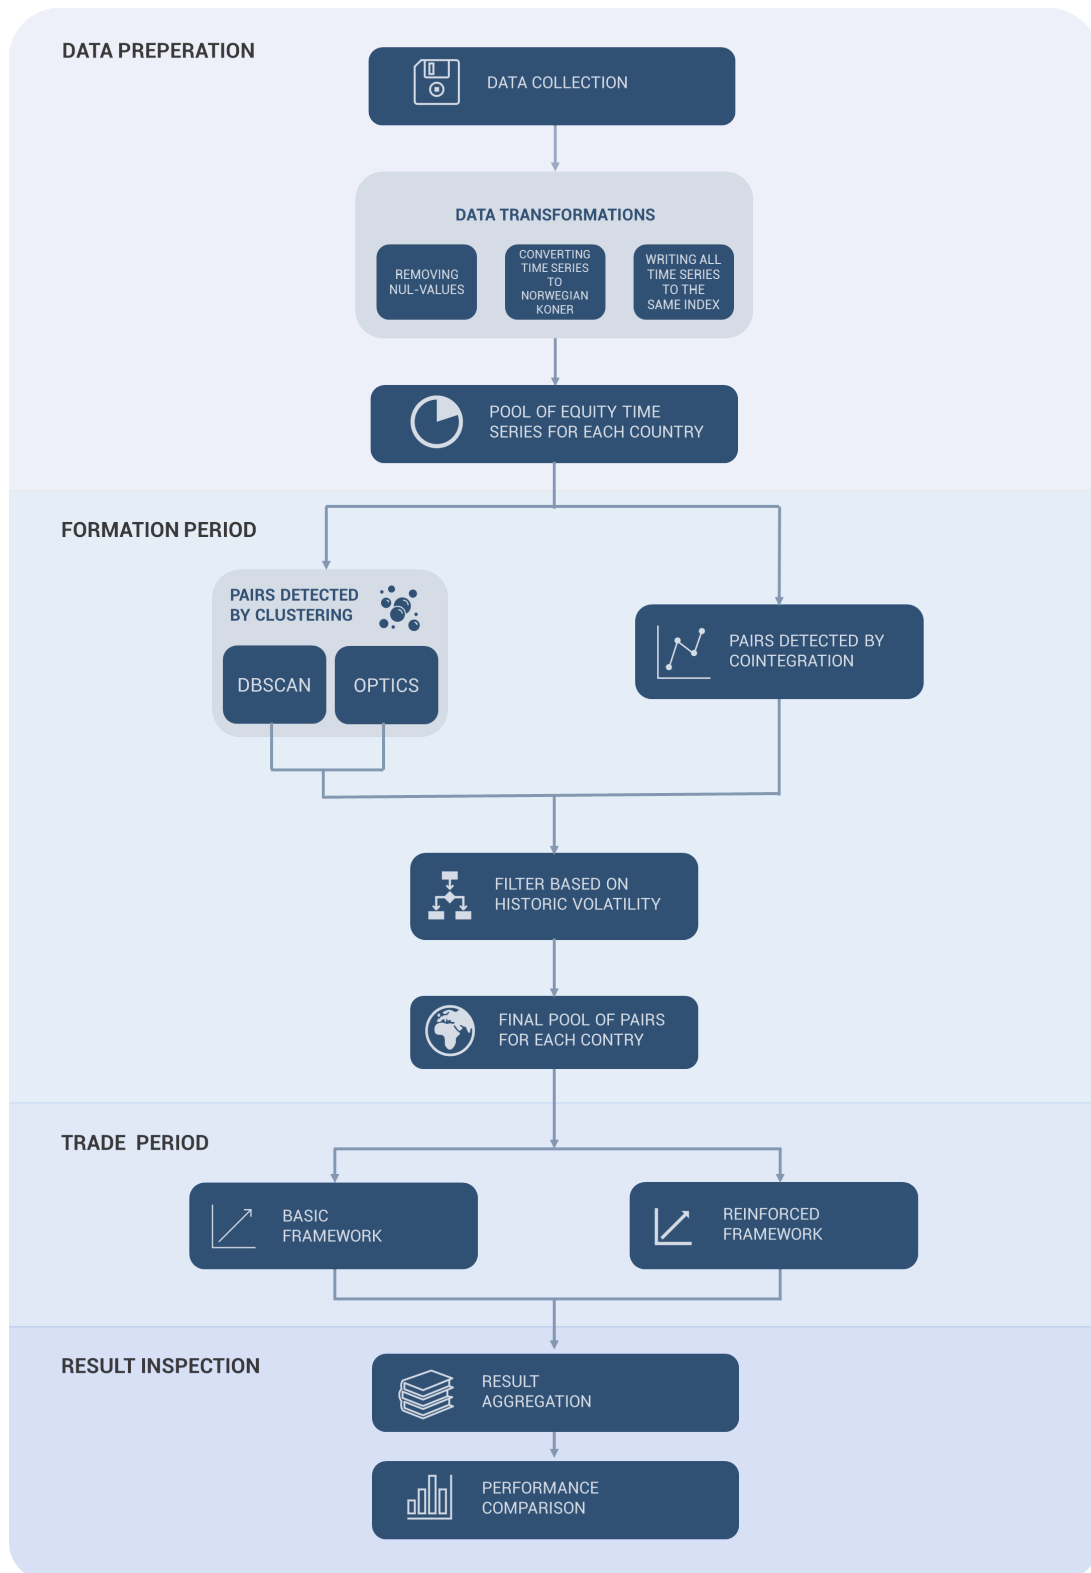 DATA PREPERATION
DATA COLLECTION
DATA TRANSFORMATIONS
REMOVING
NUL-VALUES
CONVERTING
TIME SERIES
TO
NORWEGIAN
KONER
WRITING ALL
TIME SERIES
TO THE
SAME INDEX
POOL OF EQUITY TIME
SERIES FOR EACH COUNTRY
FORMATION PERIOD
PAIRS DETECTED
BY CLUSTERING
DBSCAN
OPTICS
PAIRS DETECTED BY
COINTEGRATION
FILTER BASED ON
HISTORIC VOLATILITY
FINAL POOL OF PAIRS
FOR EACH CONTRY
TRADE PERIOD
BASIC
FRAMEWORK
REINFORCED
FRAMEWORK
RESULT INSPECTION
RESULT
AGGREGATION
PERFORMANCE
COMPARISON